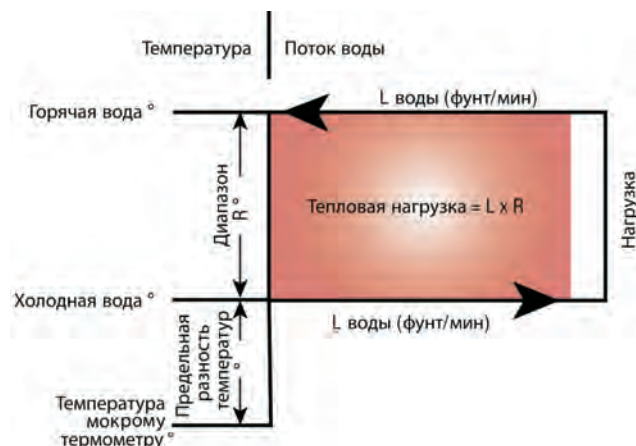 Температура
Поток воды
Горячая вода °
L воды (фунт/мин)
Диапазон
R °
Тепловая нагрузка = L x R
Нагрузка
Холодная вода °
L воды (фунт/мин)
Предельная
разность
температур
°
Температура
мокрому
термометру °